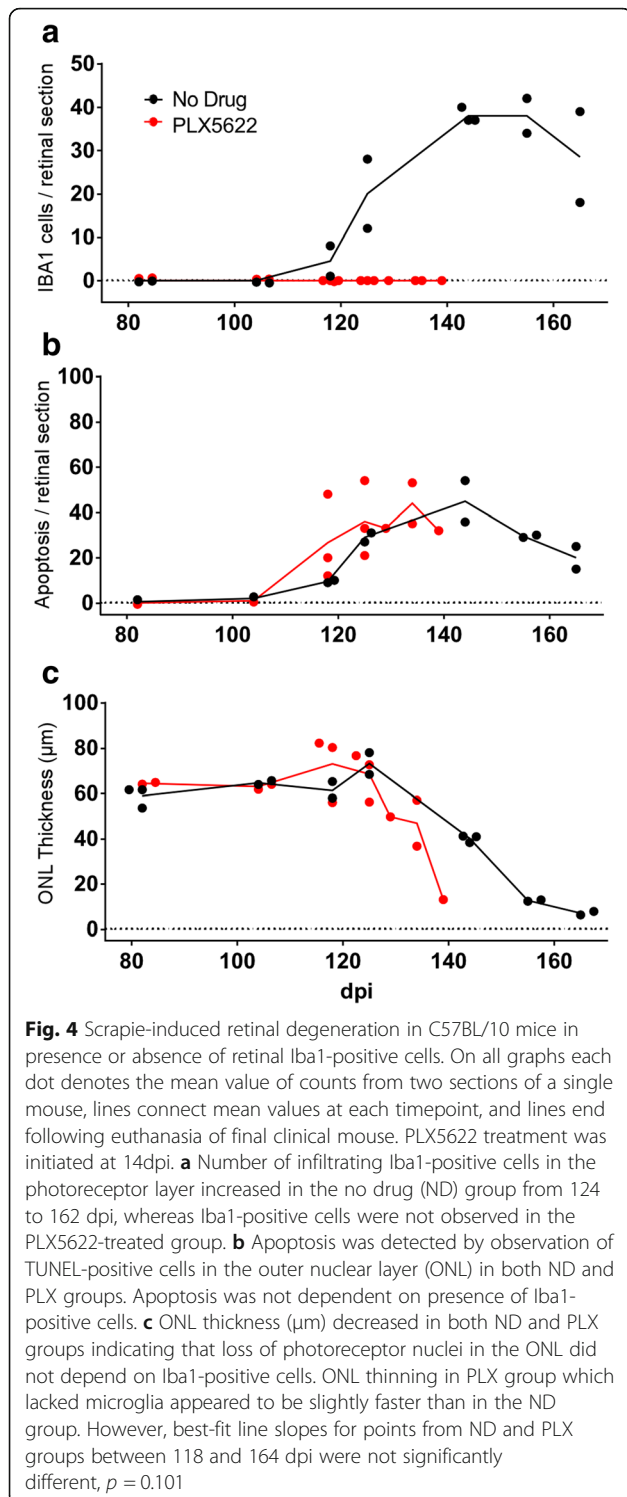 a
50
40
30
20
10
0
IBA1 cells / retinal section
No Drug
PLX5622
80 100 120 140 160
b
100
80
60
40
20
0
Apoptosis / retinal section
80 100 120 140 160
c
100
80
60
40
20
0
ONL Thickness (µm)
80 100 120 140 160
dpi
Fig. 4 Scrapie-induced retinal degeneration in C57BL/10 mice in
presence or absence of retinal Iba1-positive cells. On all graphs each
dot denotes the mean value of counts from two sections of a single
mouse, lines connect mean values at each timepoint, and lines end
following euthanasia of final clinical mouse. PLX5622 treatment was
initiated at 14dpi. a Number of infiltrating Iba1-positive cells in the
photoreceptor layer increased in the no drug (ND) group from 124
to 162 dpi, whereas Iba1-positive cells were not observed in the
PLX5622-treated group. b Apoptosis was detected by observation of
TUNEL-positive cells in the outer nuclear layer (ONL) in both ND and
PLX groups. Apoptosis was not dependent on presence of Iba1-
positive cells. c ONL thickness (µm) decreased in both ND and PLX
groups indicating that loss of photoreceptor nuclei in the ONL did
not depend on Iba1-positive cells. ONL thinning in PLX group which
lacked microglia appeared to be slightly faster than in the ND
group. However, best-fit line slopes for points from ND and PLX
groups between 118 and 164 dpi were not significantly
different, p = 0.101